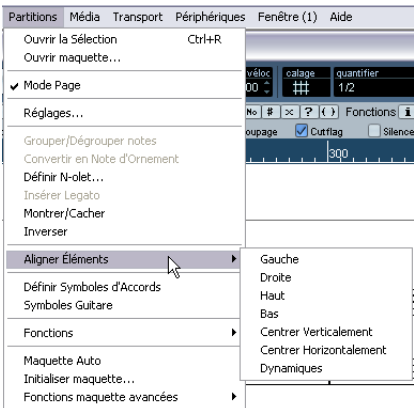 Partitions Média Transport Périphériques Fenêtre (1) Aide
Ouvrir la Sélection Ctrl+R
Ouvrir maquette...
véloc calage quantifier
00 1/2
Mode Page
Réglages...
No # ? ( ) Fonctions i
oupage Cutflag Silence
300
Grouper/Dégrouper notes
Convertir en Note d'Ornement
Définir N-olet...
Insérer Legato
Montrer/Cacher
Inverser
Aligner Éléments
Gauche
Droite
Haut
Bas
Centrer Verticalement
Centrer Horizontalement
Dynamiques
Définir Symboles d'Accords
Symboles Guitare
Fonctions
Maquette Auto
Initialiser maquette...
Fonctions maquette avancées